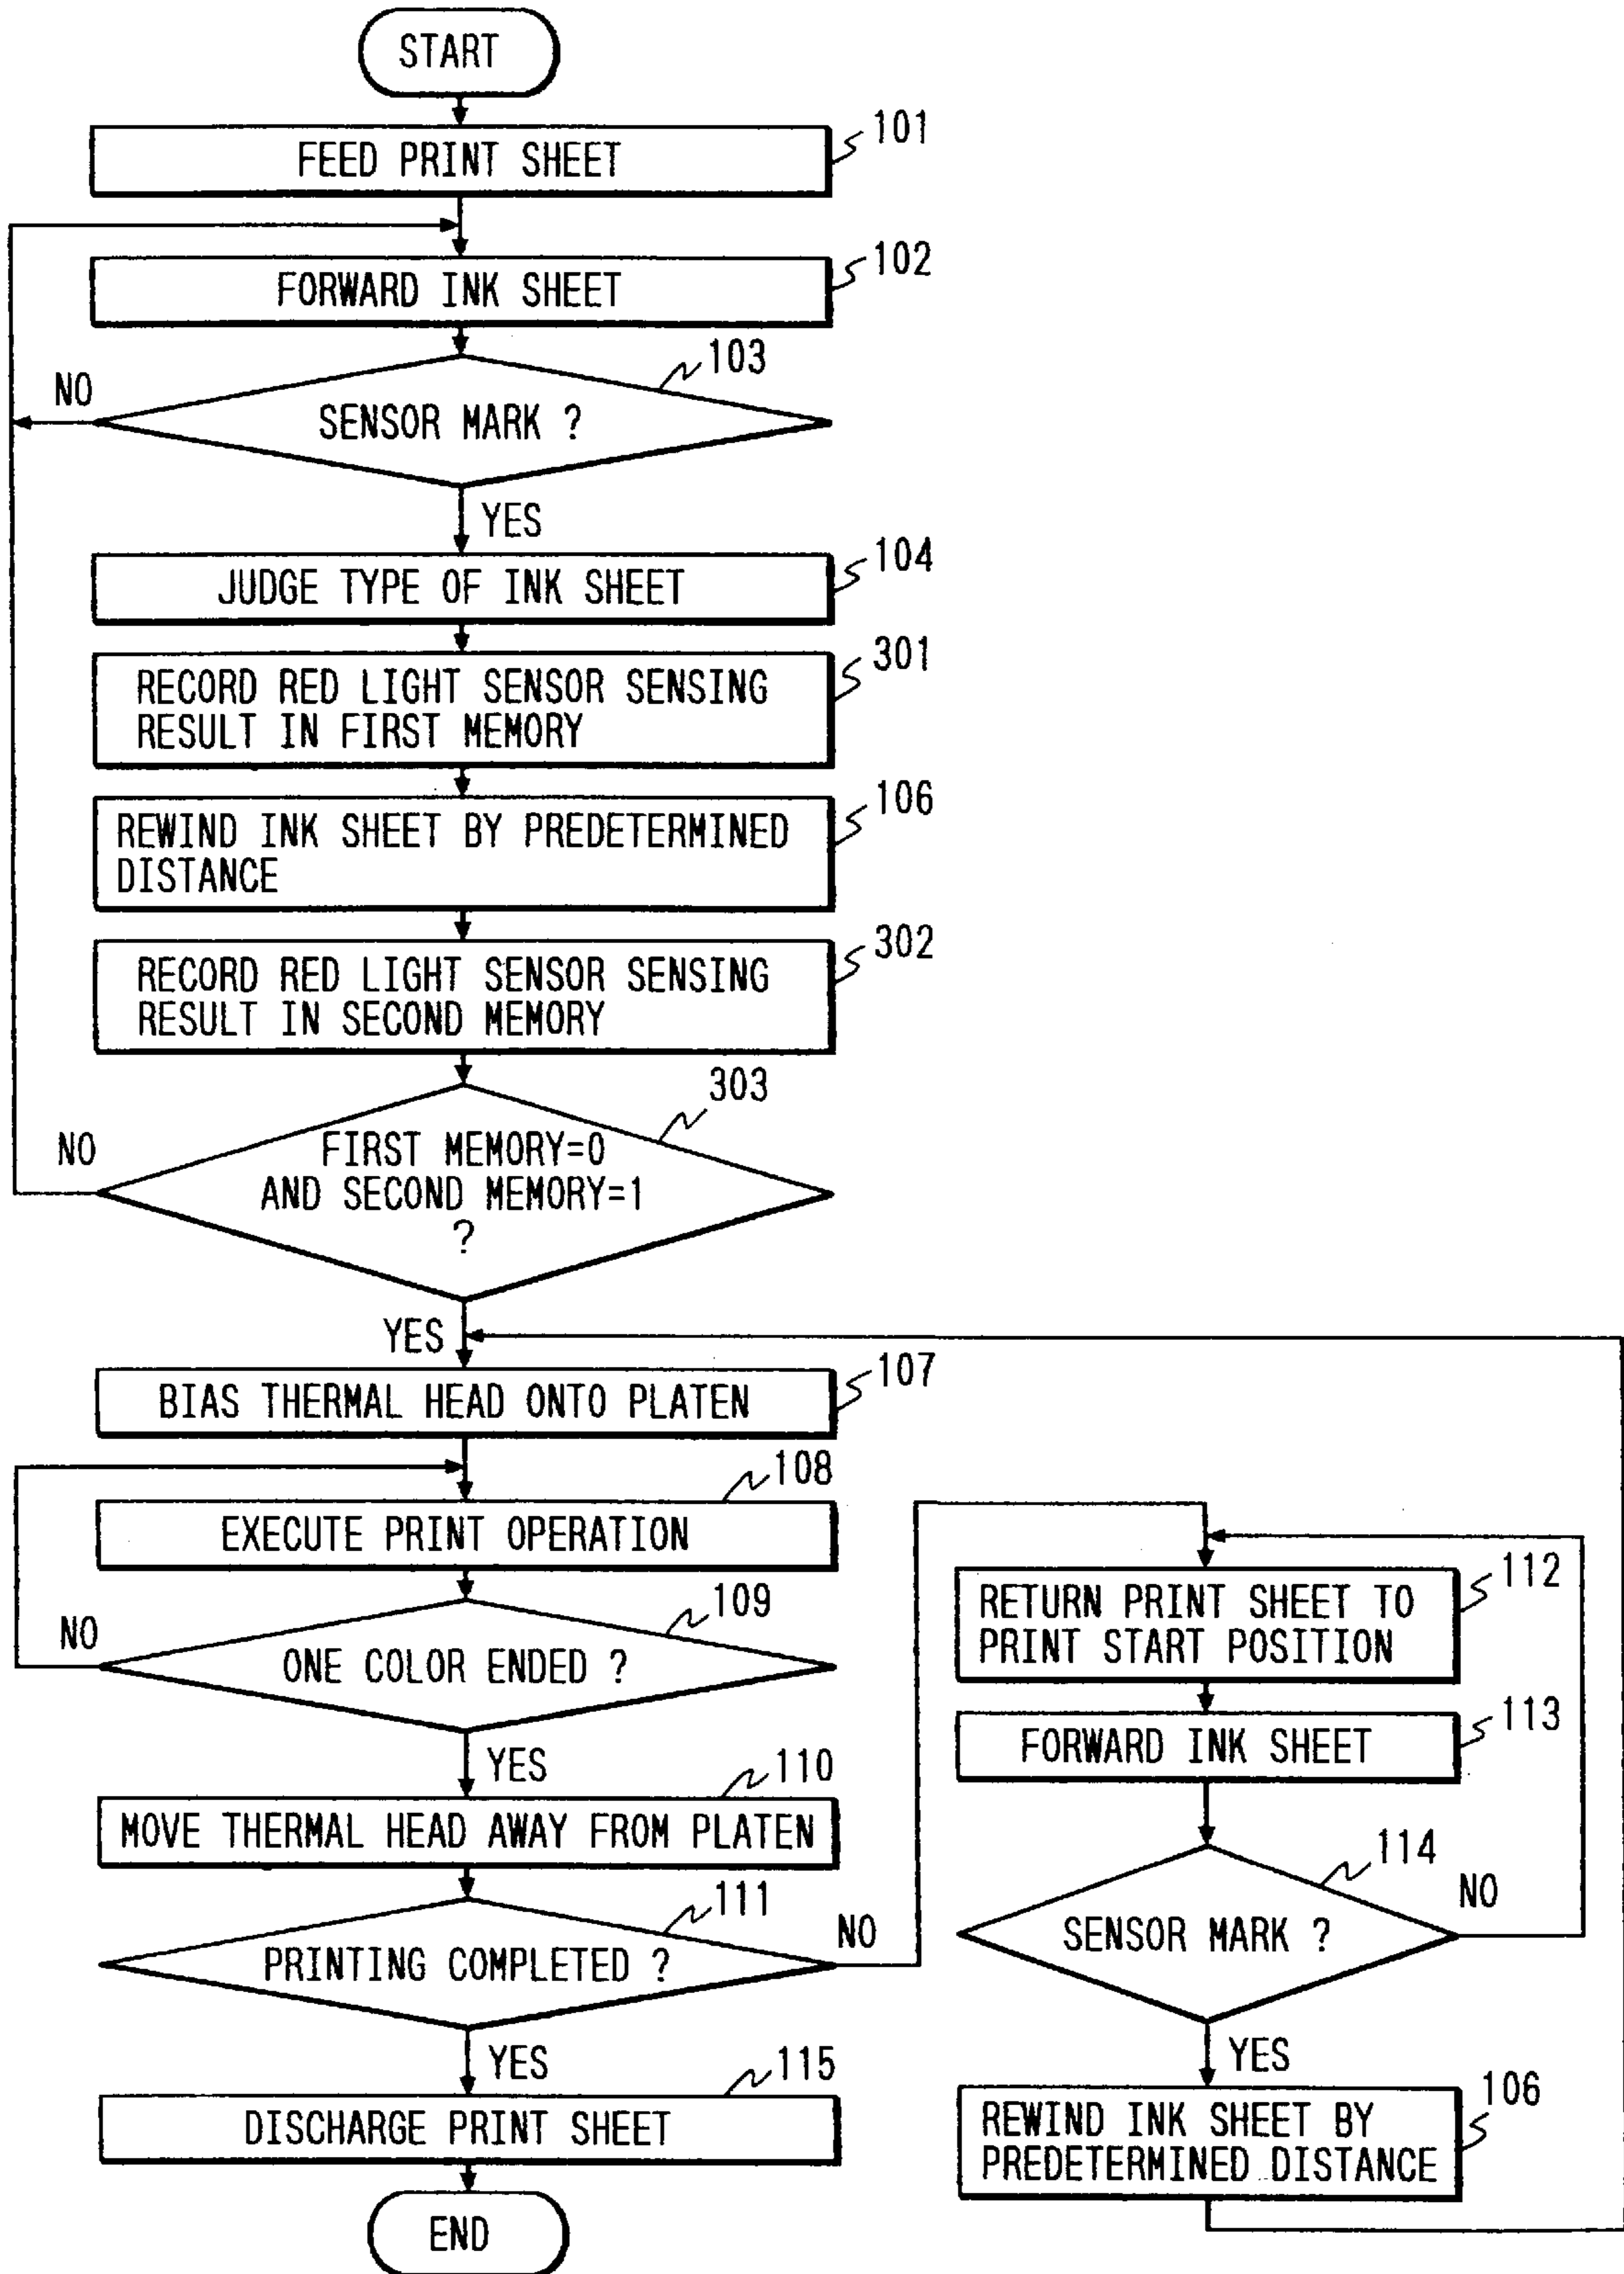 START
FEED PRINT SHEET
101
FORWARD INK SHEET
102
SENSOR MARK ?
103
NO
YES
JUDGE TYPE OF INK SHEET
104
RECORD RED LIGHT SENSOR SENSING
RESULT IN FIRST MEMORY
301
REWIND INK SHEET BY PREDETERMINED
DISTANCE
106
RECORD RED LIGHT SENSOR SENSING
RESULT IN SECOND MEMORY
302
303
FIRST MEMORY=0
AND SECOND MEMORY=1
?
NO
YES
BIAS THERMAL HEAD ONTO PLATEN
107
108
EXECUTE PRINT OPERATION
109
ONE COLOR ENDED ?
NO
YES
110
MOVE THERMAL HEAD AWAY FROM PLATEN
111
PRINTING COMPLETED ?
NO
YES
115
DISCHARGE PRINT SHEET
END
RETURN PRINT SHEET TO
PRINT START POSITION
112
FORWARD INK SHEET
113
114
SENSOR MARK ?
NO
YES
REWIND INK SHEET BY
PREDETERMINED DISTANCE
106